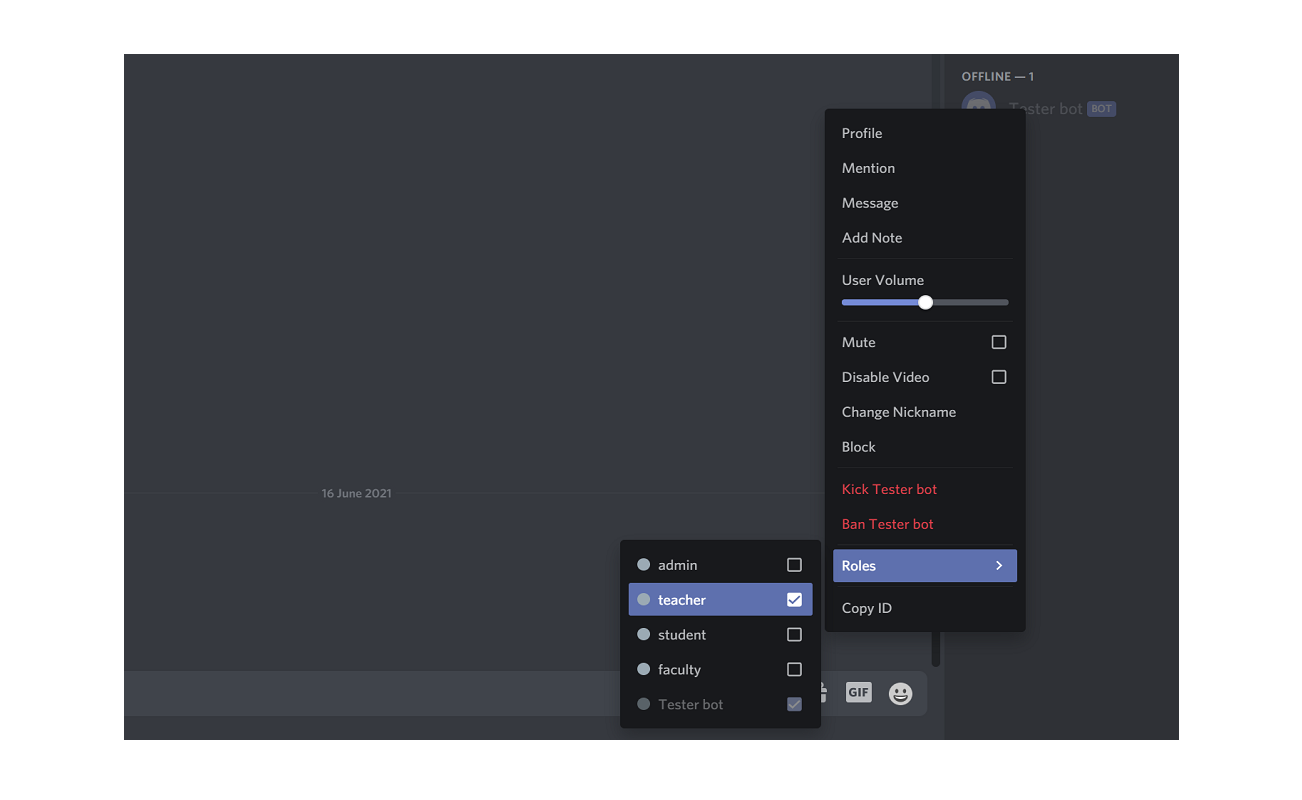 OFFLINE — 1
Tester bot BOT
Profile
Mention
Message
Add Note
User Volume
Mute
Disable Video
Change Nickname
Block
Kick Tester bot
Ban Tester bot
Roles
Copy ID
16 June 2021
admin
teacher
student
faculty
Tester bot
GIF